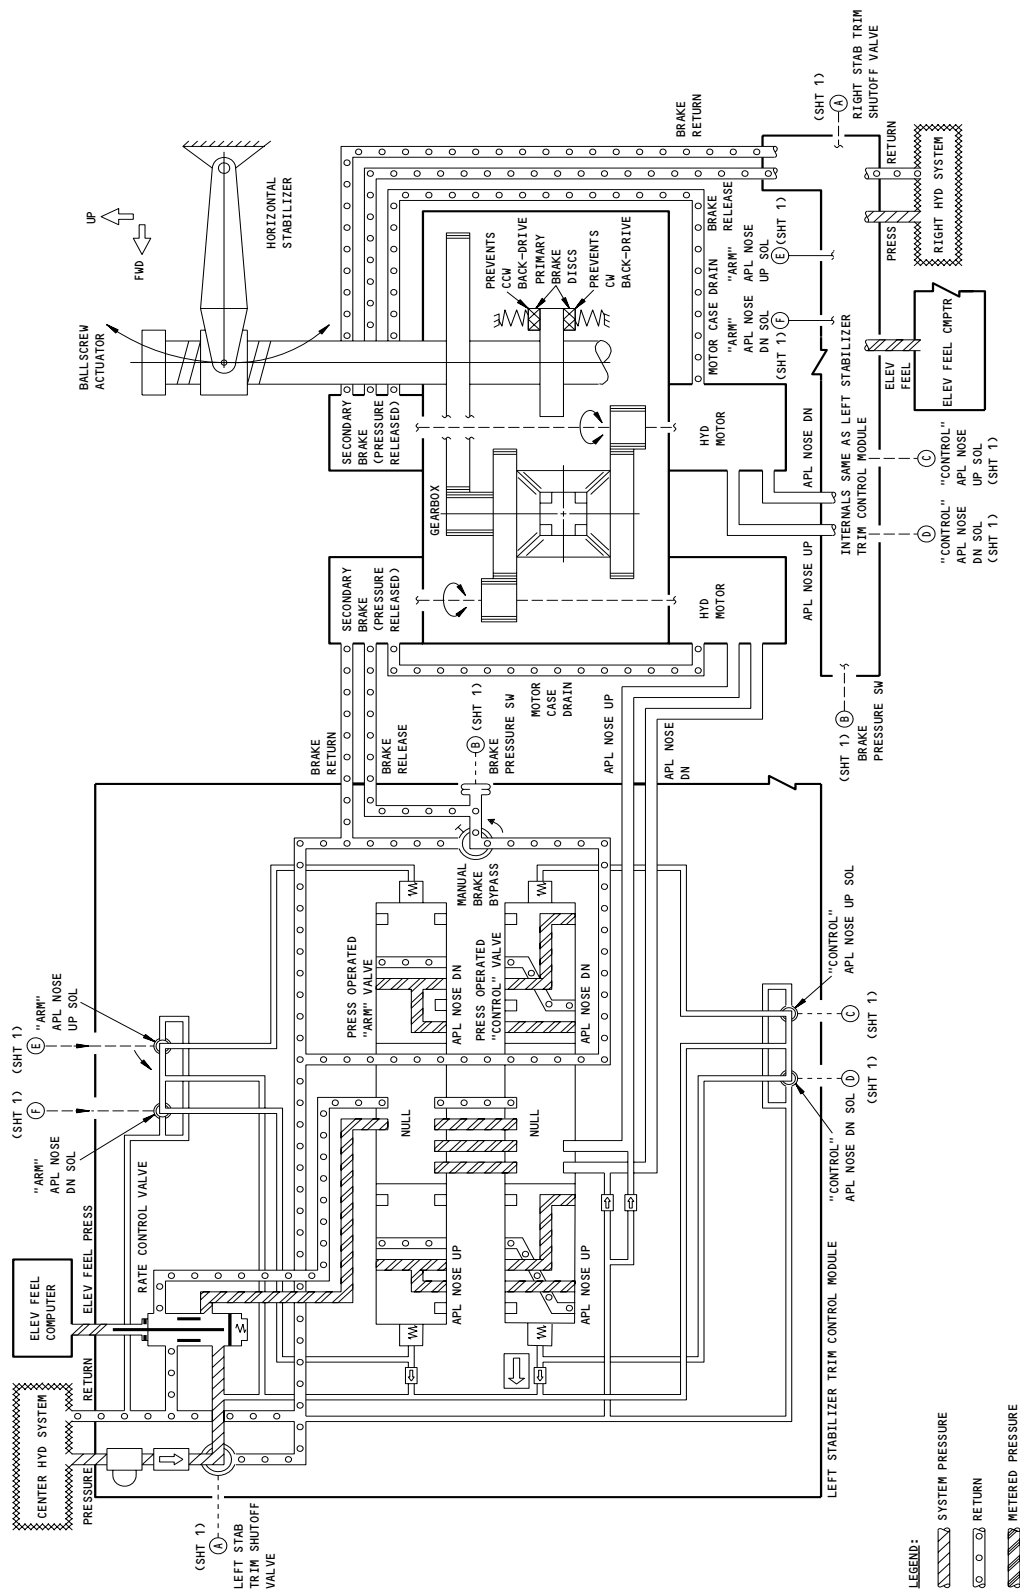 CENTER HYD SYSTEM
PRESSURE
RETURN
ELEV FEEL
COMPUTER
ELEV FEEL PRESS
RATE CONTROL VALVE
(SHT 1)
A
LEFT STAB
TRIM SHUTOFF
VALVE
(SHT 1)
F
"ARM"
APL NOSE
DN SOL
(SHT 1)
E
"ARM"
APL NOSE
UP SOL
PRESS OPERATED
"ARM" VALVE
APL NOSE UP
NULL
APL NOSE DN
PRESS OPERATED
"CONTROL" VALVE
APL NOSE UP
NULL
APL NOSE DN
MANUAL
BRAKE
BYPASS
"CONTROL"
APL NOSE DN SOL
D
(SHT 1)
"CONTROL"
APL NOSE UP SOL
C
(SHT 1)
LEFT STABILIZER TRIM CONTROL MODULE
BRAKE
RETURN
BRAKE
RELEASE
B
(SHT 1)
BRAKE
PRESSURE SW
MOTOR
CASE
DRAIN
APL NOSE UP
APL NOSE
DN
BALLSCREW
ACTUATOR
UP
FWD
HORIZONTAL
STABILIZER
SECONDARY
BRAKE
(PRESSURE
RELEASED)
SECONDARY
BRAKE
(PRESSURE
RELEASED)
GEARBOX
PREVENTS
CCW
BACK-DRIVE
PRIMARY
BRAKE
DISCS
PREVENTS
CW
BACK-DRIVE
HYD
MOTOR
HYD
MOTOR
MOTOR CASE DRAIN
BRAKE
RELEASE
BRAKE
RETURN
"ARM"
APL NOSE
DN SOL
(SHT 1)
F
"ARM"
APL NOSE
UP SOL
E
(SHT 1)
APL NOSE UP
APL NOSE DN
INTERNALS SAME AS LEFT STABILIZER
TRIM CONTROL MODULE
(SHT 1)
B
BRAKE
PRESSURE SW
D
"CONTROL"
APL NOSE
DN SOL
(SHT 1)
C
"CONTROL"
APL NOSE
UP SOL
(SHT 1)
ELEV
FEEL
ELEV FEEL CMPTR
PRESS
RETURN
RIGHT HYD SYSTEM
(SHT 1)
A
RIGHT STAB TRIM
SHUTOFF VALVE
LEGEND:
SYSTEM PRESSURE
RETURN
METERED PRESSURE